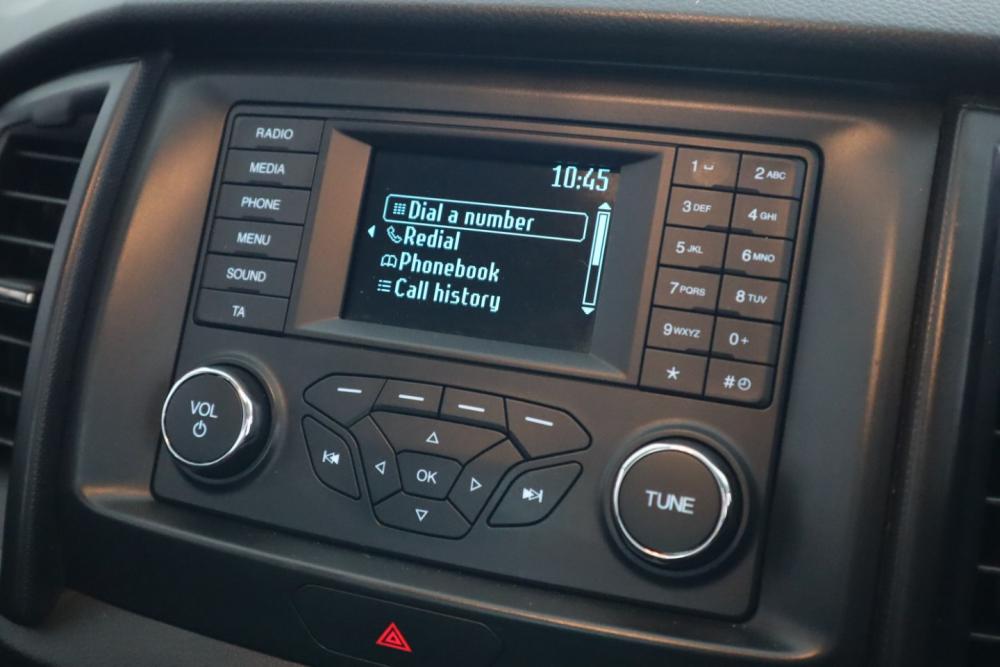 RADIO
MEDIA
PHONE
MENU
SOUND
TA
10:45
Dial a number
Redial
Phonebook
Call history
1
2 ABC
3 DEF
4 GHI
5 JKL
6 MNO
7 PQRS
8 TUV
9 WXYZ
0 +
*
#
VOL
OK
TUNE